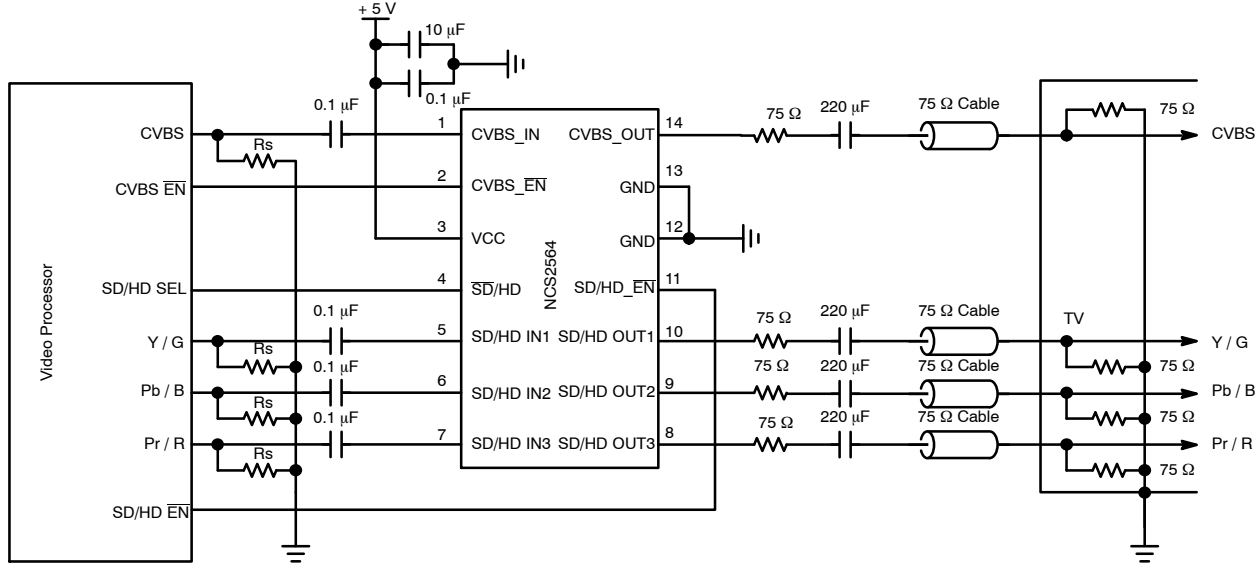 + 5 V
10 μF
0.1 μF
0.1 μF
Video Processor
CVBS
Rs
CVBS E̅N̅
SD/HD SEL
0.1 μF
Y / G
Rs
0.1 μF
Pb / B
Rs
0.1 μF
Pr / R
Rs
SD/HD E̅N̅
NCS2564
1 CVBS_IN
2 CVBS_E̅N̅
3 VCC
4 S̅D̅/HD
5 SD/HD IN1
6 SD/HD IN2
7 SD/HD IN3
CVBS_OUT 14
GND 13
GND 12
SD/HD_E̅N̅ 11
SD/HD OUT1 10
SD/HD OUT2 9
SD/HD OUT3 8
75 Ω 220 μF 75 Ω Cable
75 Ω 220 μF 75 Ω Cable
75 Ω 220 μF 75 Ω Cable
75 Ω 220 μF 75 Ω Cable
75 Ω
CVBS
TV
Y / G
75 Ω
Pb / B
75 Ω
Pr / R
75 Ω